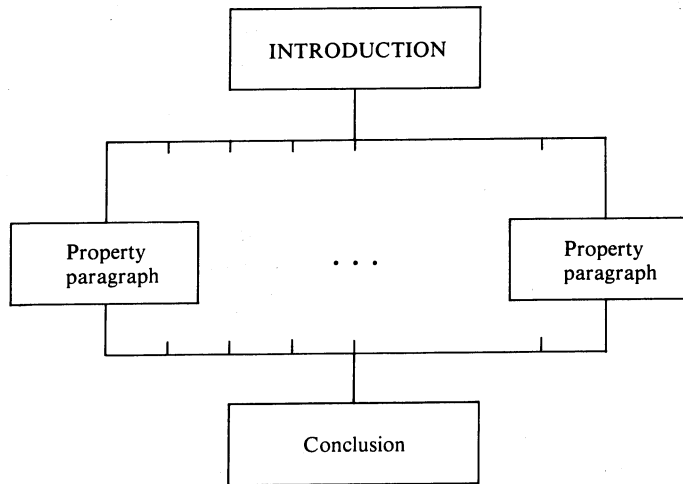 INTRODUCTION
Property
paragraph
. . .
Property
paragraph
Conclusion